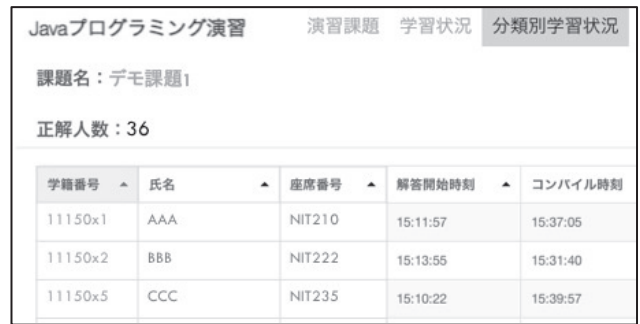 Javaプログラミング演習 演習課題 学習状況 分類別学習状況
課題名：デモ課題1
正解人数：36
学籍番号 ▲ 氏名 ▲ 座席番号 ▲ 解答開始時刻 ▲ コンパイル時刻
11150x1 AAA NIT210 15:11:57 15:37:05
11150x2 BBB NIT222 15:13:55 15:31:40
11150x5 CCC NIT235 15:10:22 15:39:57